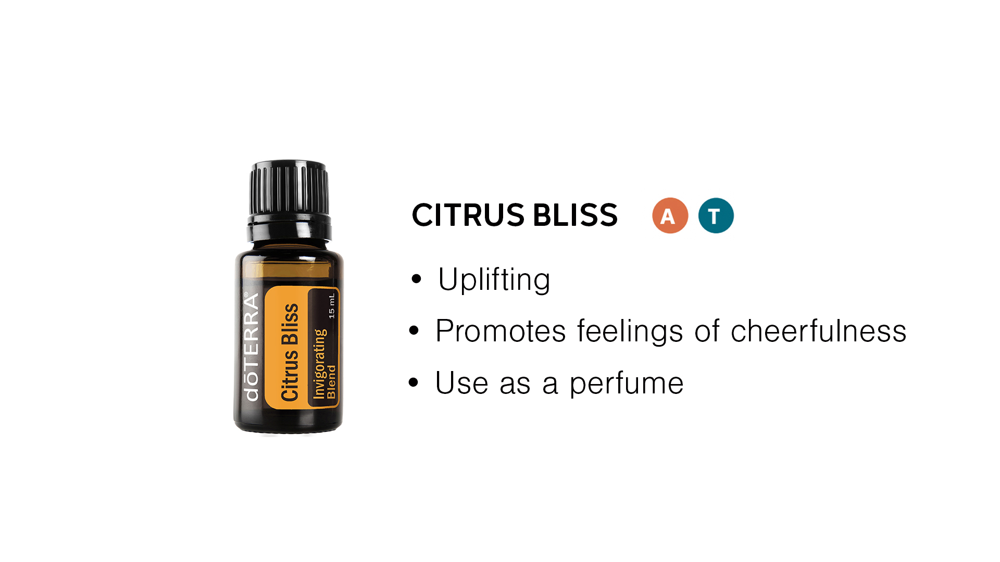 CITRUS BLISS A T
• Uplifting
• Promotes feelings of cheerfulness
• Use as a perfume
dōTERRA®
Citrus Bliss
Invigorating
Blend
15 mL